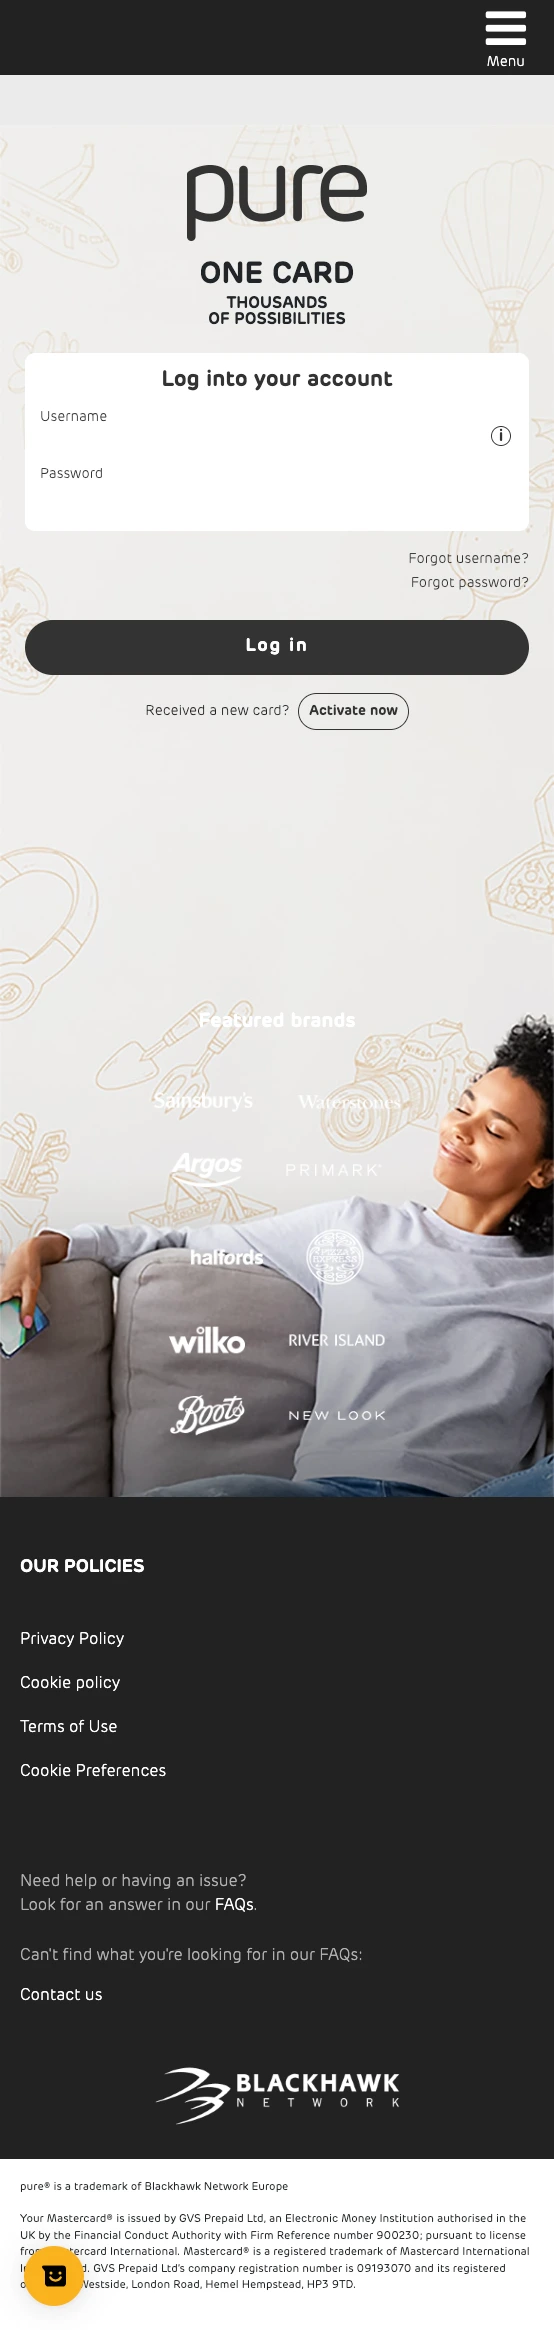 Menu
pure
ONE CARD
THOUSANDS
OF POSSIBILITIES
Log into your account
Username
Password
Forgot username?
Forgot password?
Log in
Received a new card? Activate now
Featured brands
Sainsbury's Waterstones
Argos PRIMARK
halfords PIZZA EXPRESS
wilko RIVER ISLAND
Boots NEW LOOK
OUR POLICIES
Privacy Policy
Cookie policy
Terms of Use
Cookie Preferences
Need help or having an issue?
Look for an answer in our FAQs.
Can't find what you're looking for in our FAQs:
Contact us
BLACKHAWK
NETWORK
pure® is a trademark of Blackhawk Network Europe
Your Mastercard® is issued by GVS Prepaid Ltd, an Electronic Money Institution authorised in the
UK by the Financial Conduct Authority with Firm Reference number 900230; pursuant to license
International. Mastercard® is a registered trademark of Mastercard International
GVS Prepaid Ltd's company registration number is 09193070 and its registered
Westside, London Road, Hemel Hempstead, HP3 9TD.